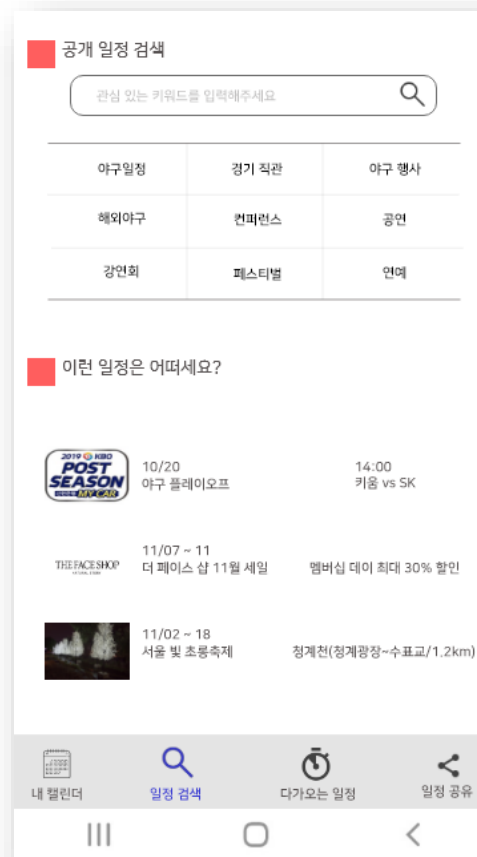 공개 일정 검색
관심 있는 키워드를 입력해주세요
야구일정 경기 직관 야구 행사
해외야구 컨퍼런스 공연
강연회 페스티벌 연예
이런 일정은 어떠세요?
2019 KBO
POST
SEASON
MY CAR
10/20 14:00
야구 플레이오프 키움 vs SK
THE FACE SHOP
11/07 ~ 11
더 페이스 샵 11월 세일 멤버십 데이 최대 30% 할인
11/02 ~ 18
서울 빛 초롱축제 청계천(청계광장~수표교/1.2km)
내 캘린더 일정 검색 다가오는 일정 일정 공유